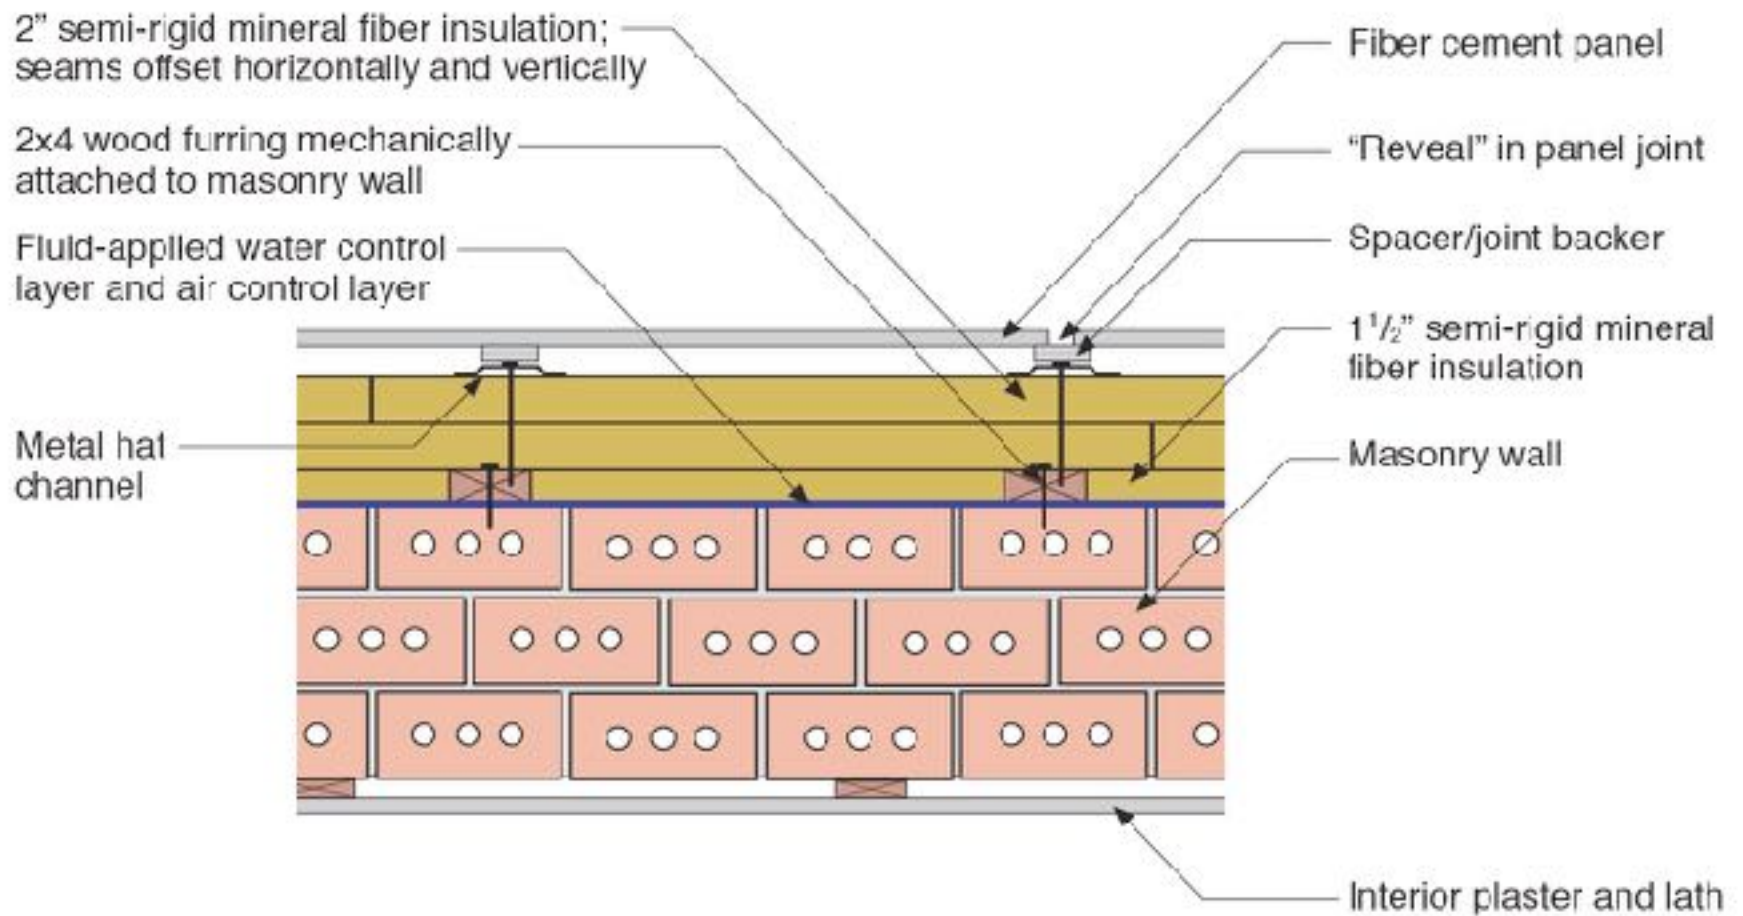 2” semi-rigid mineral fiber insulation;
seams offset horizontally and vertically
2x4 wood furring mechanically
attached to masonry wall
Fluid-applied water control
layer and air control layer
Metal hat
channel
Fiber cement panel
“Reveal” in panel joint
Spacer/joint backer
1 1/2” semi-rigid mineral
fiber insulation
Masonry wall
Interior plaster and lath